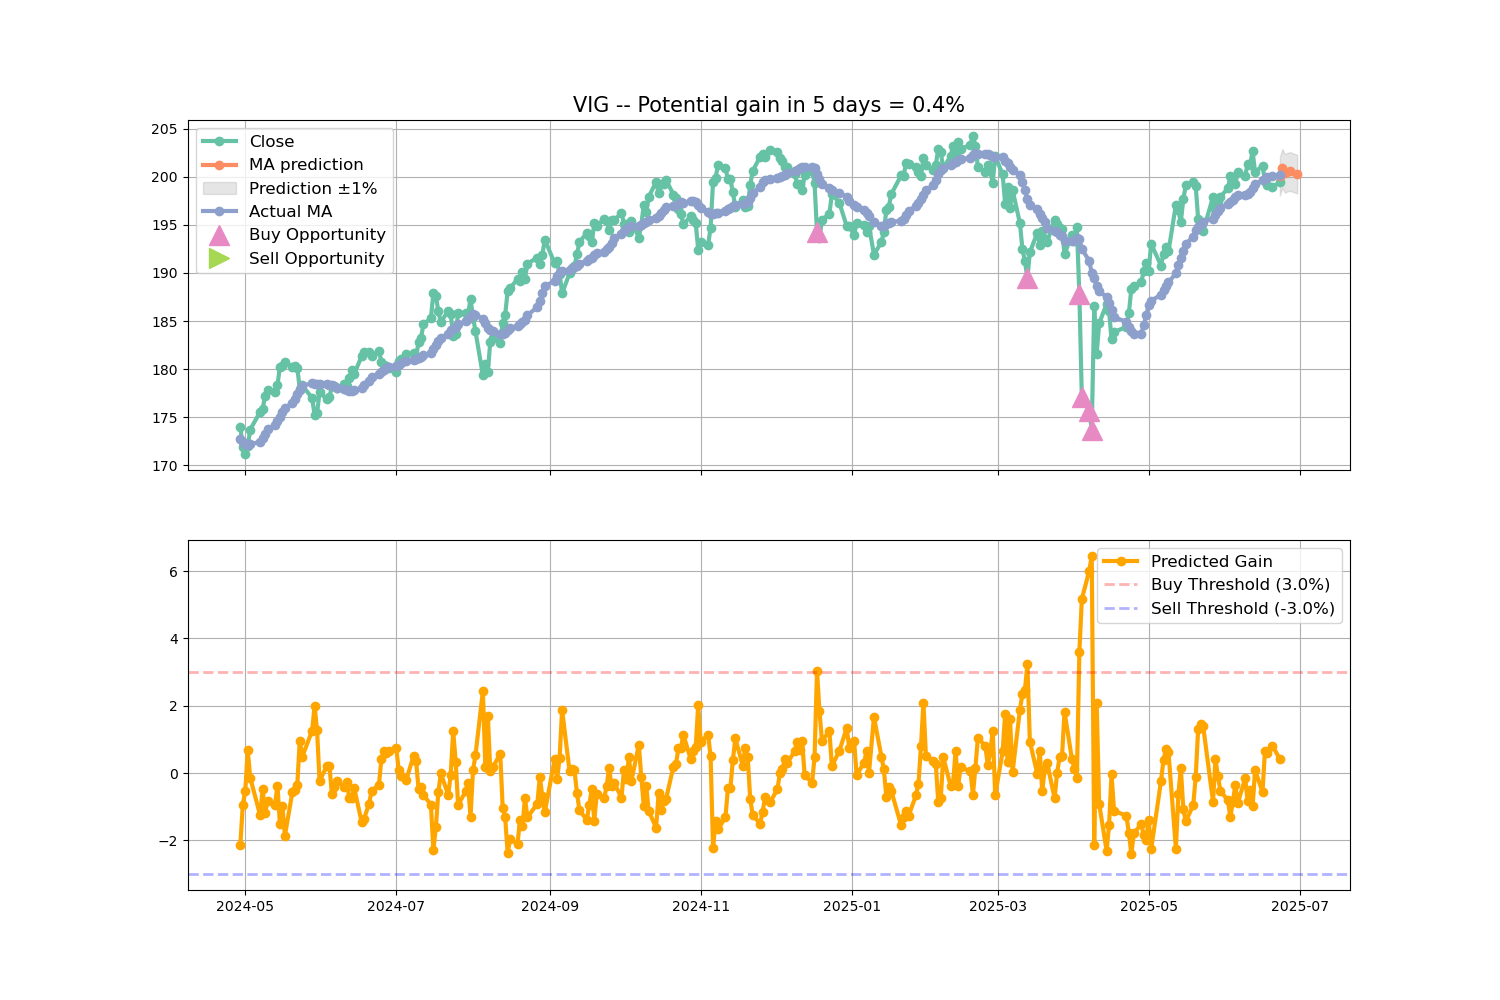 VIG -- Potential gain in 5 days = 0.4%
205
200
195
190
185
180
175
170
Close
MA prediction
Prediction ±1%
Actual MA
Buy Opportunity
Sell Opportunity
6
4
2
0
−2
Predicted Gain
Buy Threshold (3.0%)
Sell Threshold (-3.0%)
2024-05
2024-07
2024-09
2024-11
2025-01
2025-03
2025-05
2025-07